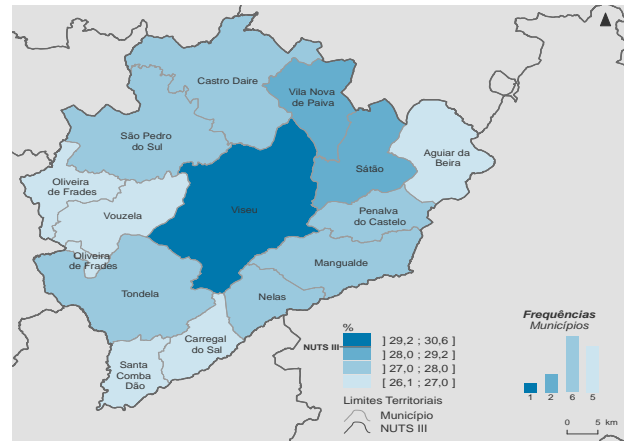 Castro Daire
Vila Nova
de Paiva
São Pedro
do Sul
Aguiar da
Beira
Sátão
Oliveira
de Frades
Vouzela
Viseu
Penalva
do Castelo
Oliveira
de Frades
Mangualde
Tondela
Nelas
Carregal
do Sal
Santa
Comba
Dão
%
NUTS III
] 29,2 ; 30,6 ]
] 28,0 ; 29,2 ]
] 27,0 ; 28,0 ]
[ 26,1 ; 27,0 ]
Limites Territoriais
Município
NUTS III
Frequências
Municípios
1 2 6 5
0 5 km